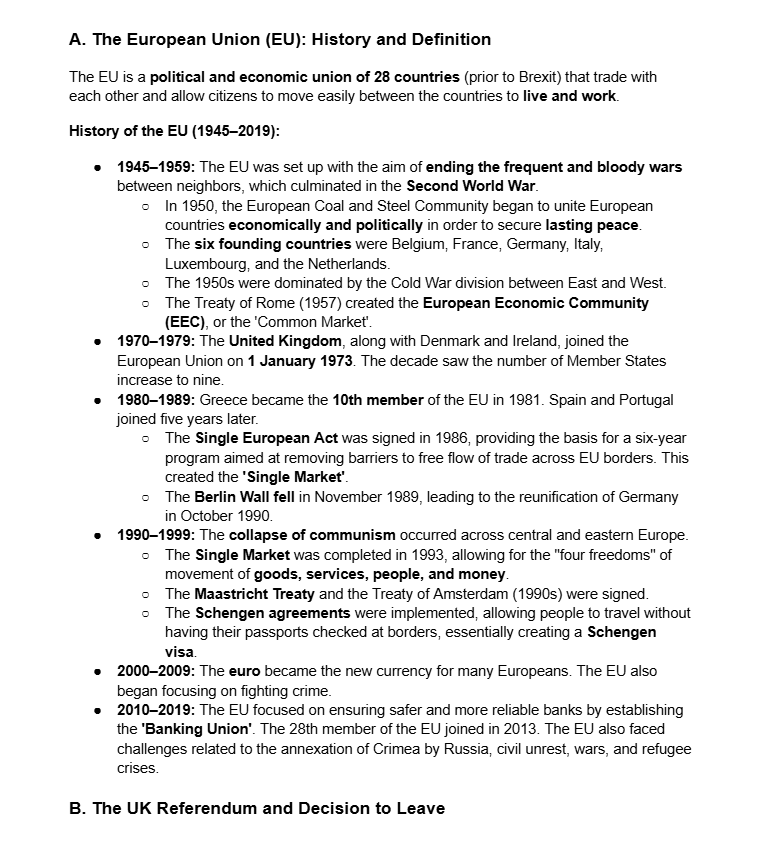 A. The European Union (EU): History and Definition
The EU is a political and economic union of 28 countries (prior to Brexit) that trade with
each other and allow citizens to move easily between the countries to live and work.
History of the EU (1945–2019):
● 1945–1959: The EU was set up with the aim of ending the frequent and bloody wars
between neighbors, which culminated in the Second World War.
○ In 1950, the European Coal and Steel Community began to unite European
countries economically and politically in order to secure lasting peace.
○ The six founding countries were Belgium, France, Germany, Italy,
Luxembourg, and the Netherlands.
○ The 1950s were dominated by the Cold War division between East and West.
○ The Treaty of Rome (1957) created the European Economic Community
(EEC), or the 'Common Market'.
● 1970–1979: The United Kingdom, along with Denmark and Ireland, joined the
European Union on 1 January 1973. The decade saw the number of Member States
increase to nine.
● 1980–1989: Greece became the 10th member of the EU in 1981. Spain and Portugal
joined five years later.
○ The Single European Act was signed in 1986, providing the basis for a six-year
program aimed at removing barriers to free flow of trade across EU borders. This
created the 'Single Market'.
○ The Berlin Wall fell in November 1989, leading to the reunification of Germany
in October 1990.
● 1990–1999: The collapse of communism occurred across central and eastern Europe.
○ The Single Market was completed in 1993, allowing for the "four freedoms" of
movement of goods, services, people, and money.
○ The Maastricht Treaty and the Treaty of Amsterdam (1990s) were signed.
○ The Schengen agreements were implemented, allowing people to travel without
having their passports checked at borders, essentially creating a Schengen
visa.
● 2000–2009: The euro became the new currency for many Europeans. The EU also
began focusing on fighting crime.
● 2010–2019: The EU focused on ensuring safer and more reliable banks by establishing
the 'Banking Union'. The 28th member of the EU joined in 2013. The EU also faced
challenges related to the annexation of Crimea by Russia, civil unrest, wars, and refugee
crises.
B. The UK Referendum and Decision to Leave